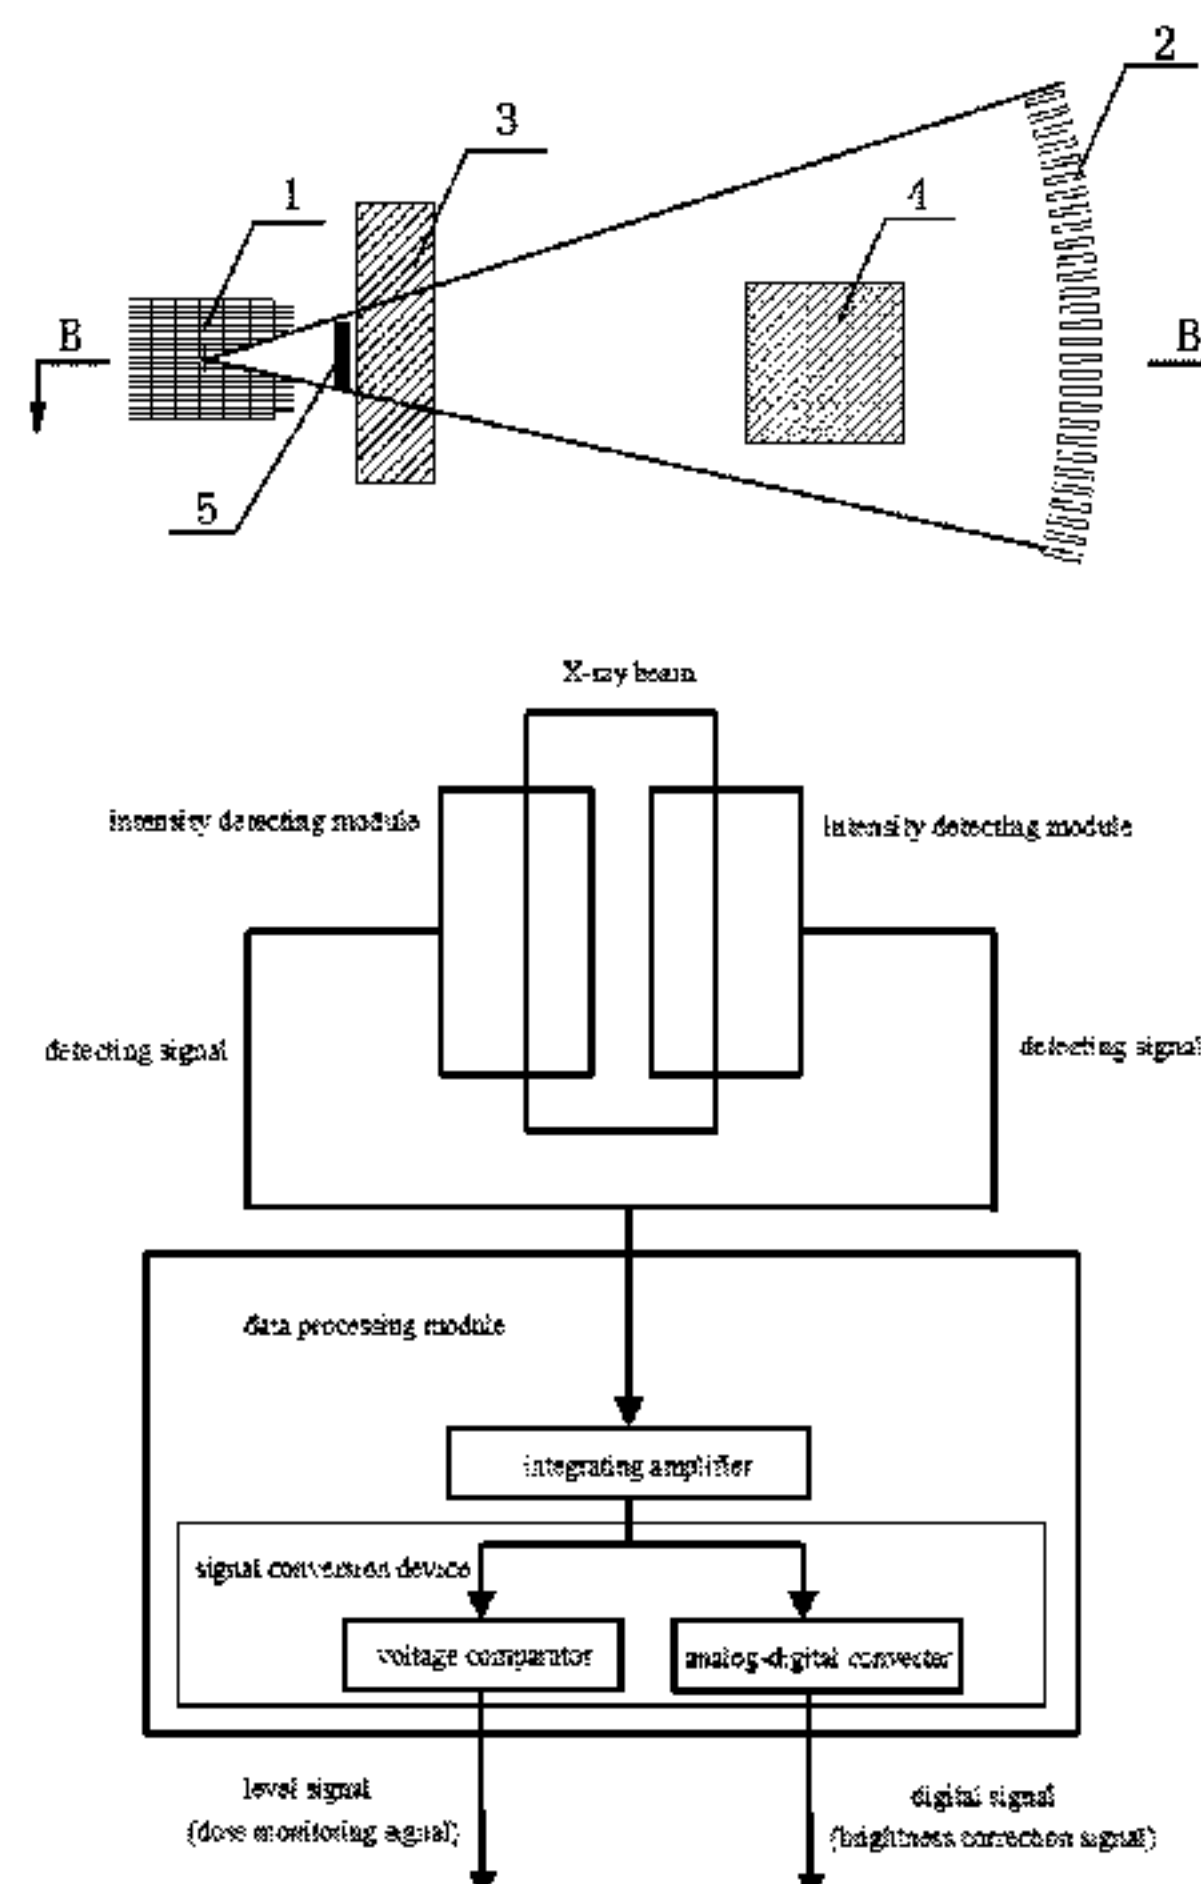 2
3
1
4
B
B
5
X-ray beam
intensity detecting module
intensity detecting module
detecting signal
detecting signal
data processing module
integrating amplifier
signal conversion device
voltage comparator
analog-digital convecter
level signal
(dose monitoring signal)
digital signal
(brightness correction signal)